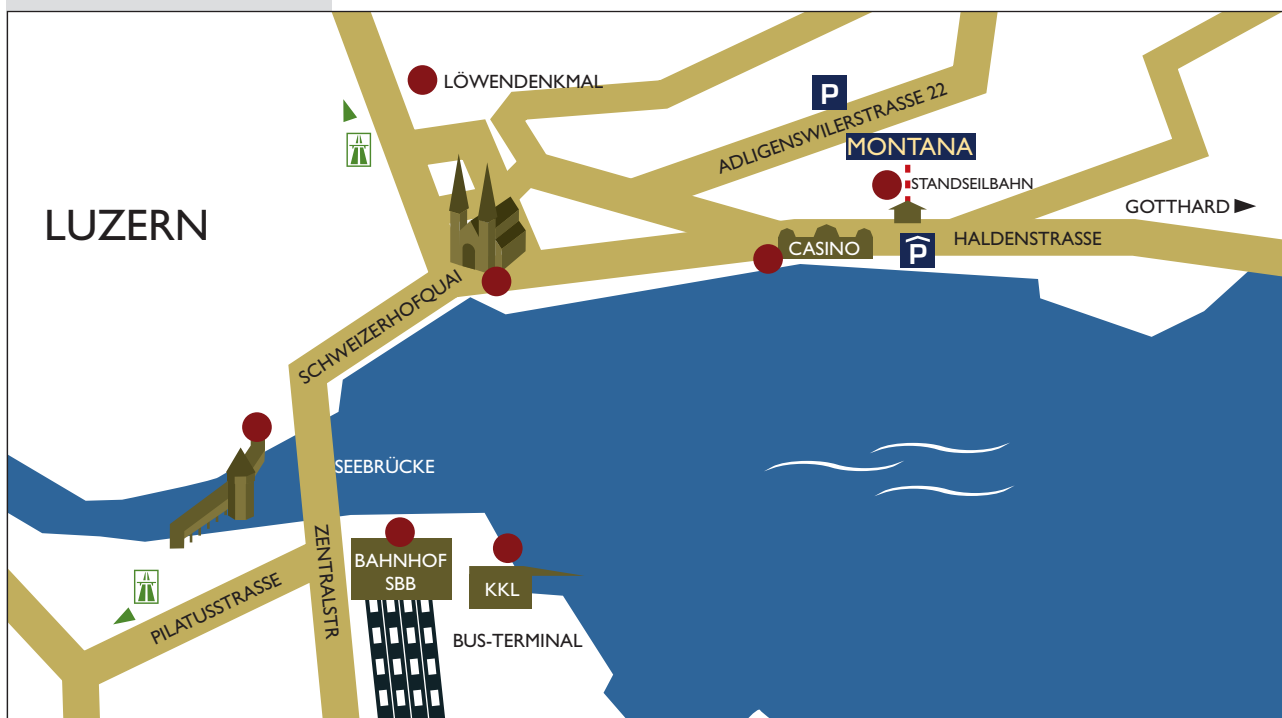 LÖWENDENKMAL
P
ADLIGENSWILERSTRASSE 22
MONTANA
STANDSEILBAHN
LUZERN
GOTTHARD
CASINO
P
HALDENSTRASSE
SCHWEIZERHOFQUAI
SEEBRÜCKE
ZENTRALSTR
BAHNHOF
SBB
KKL
PILATUSSTRASSE
BUS-TERMINAL